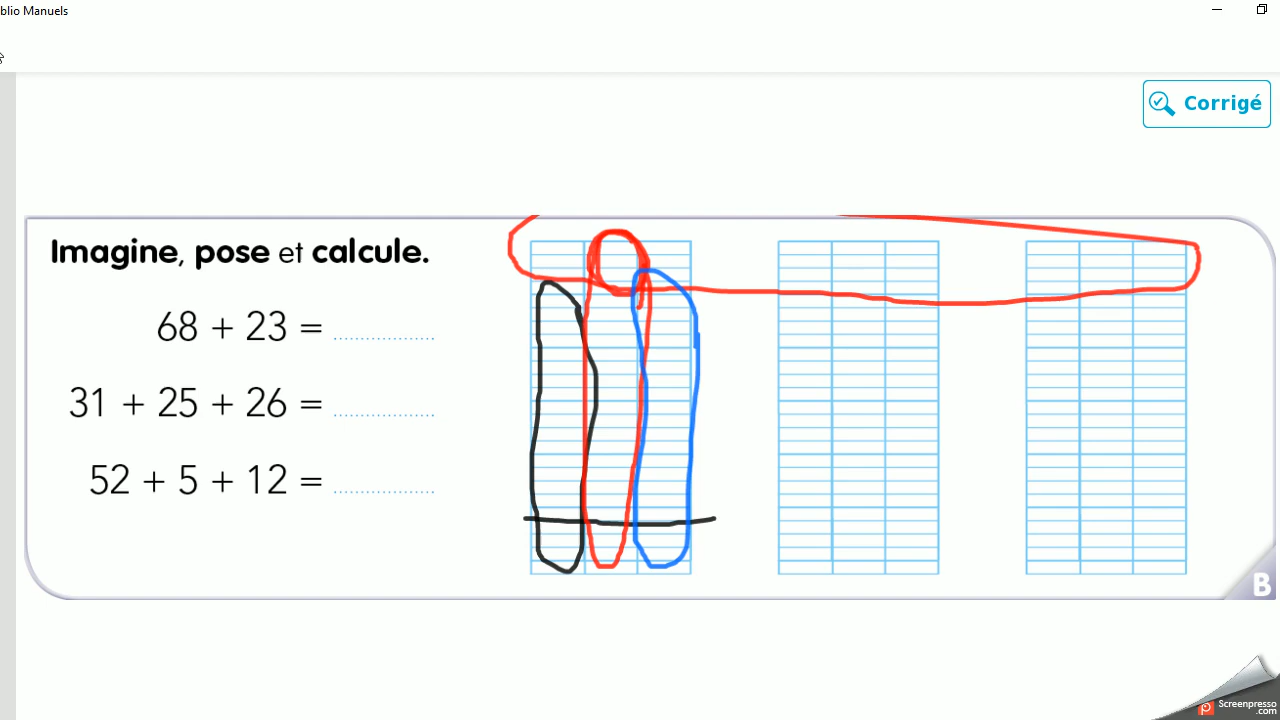 blio Manuels
Corrigé
Imagine, pose et calcule.
68 + 23 = ..................
31 + 25 + 26 = ..................
52 + 5 + 12 = ..................
B
Screenpresso
.com